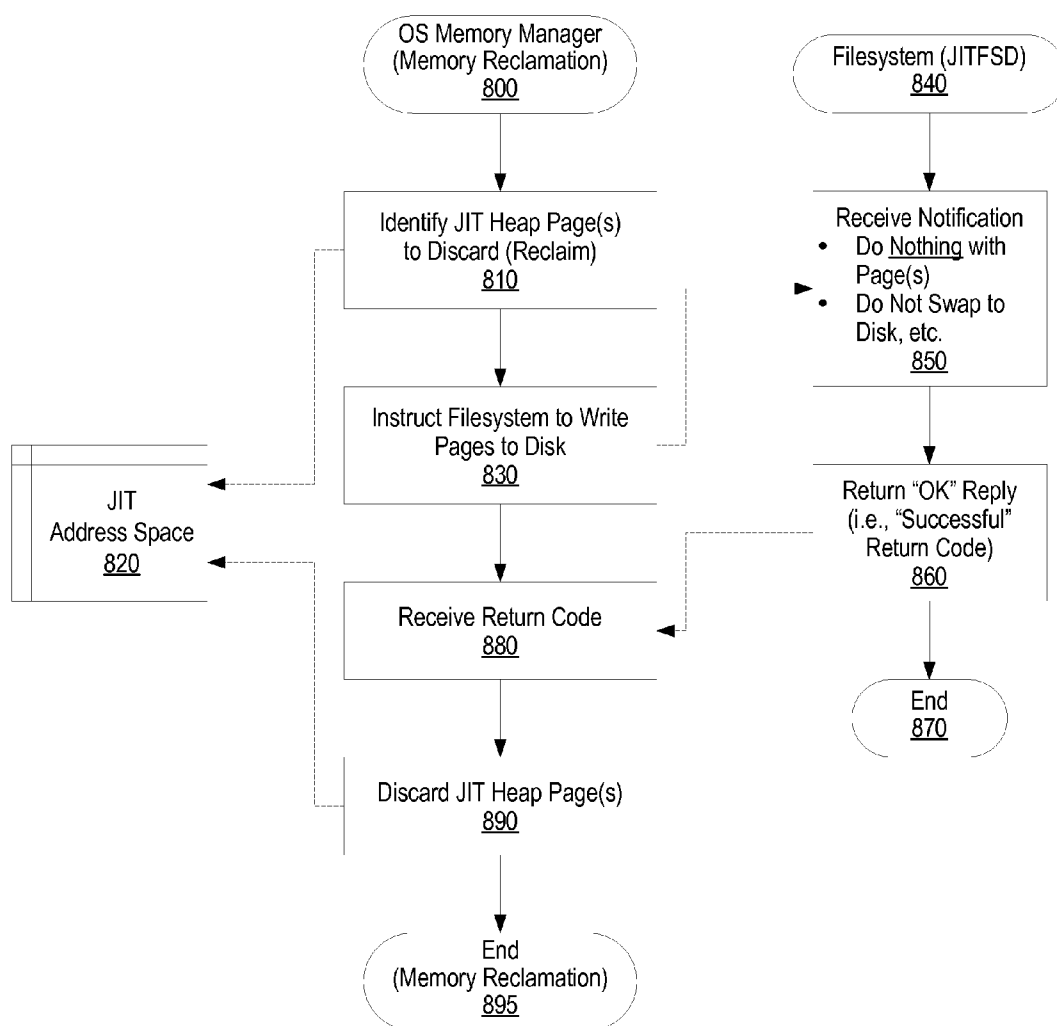 OS Memory Manager
(Memory Reclamation)
800
Filesystem (JITFSD)
840
Identify JIT Heap Page(s)
to Discard (Reclaim)
810
Receive Notification
• Do Nothing with
Page(s)
• Do Not Swap to
Disk, etc.
850
Instruct Filesystem to Write
Pages to Disk
830
JIT
Address Space
820
Return “OK” Reply
(i.e., “Successful”
Return Code)
860
Receive Return Code
880
End
870
Discard JIT Heap Page(s)
890
End
(Memory Reclamation)
895